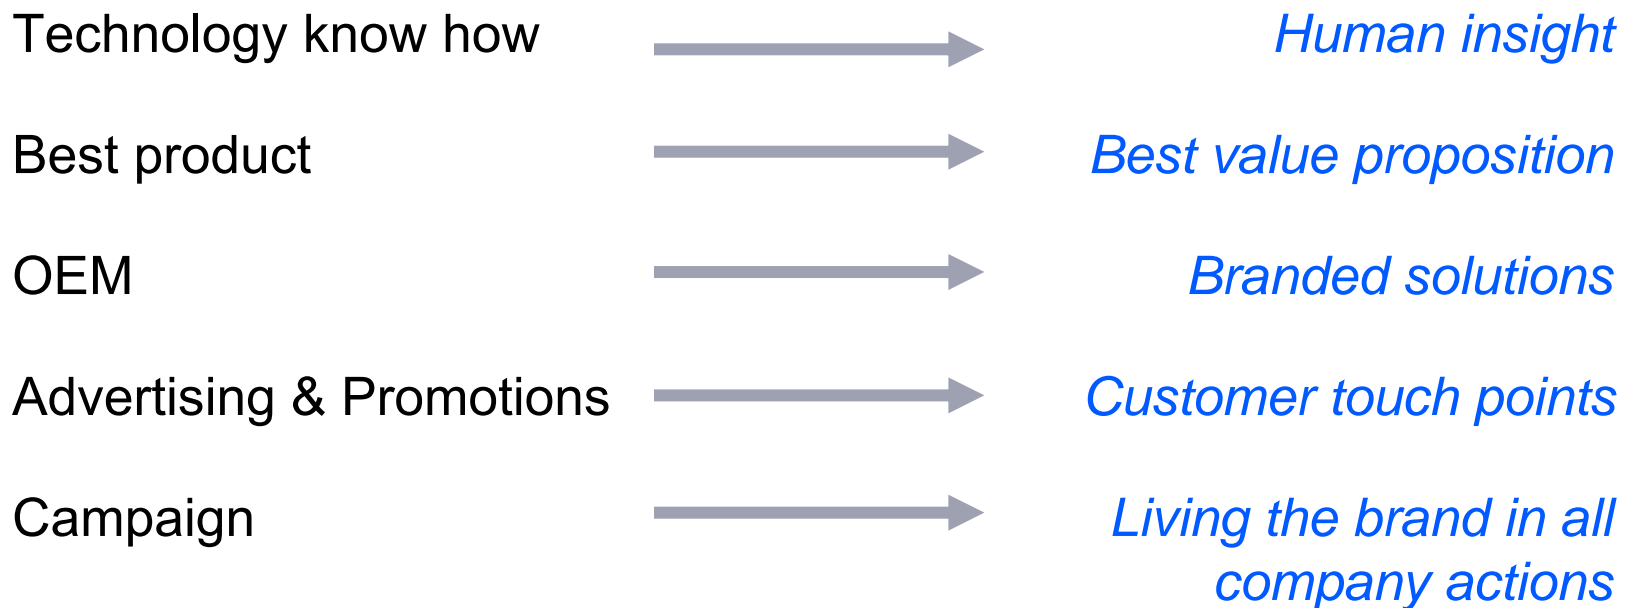 Technology know how
Human insight
Best product
Best value proposition
OEM
Branded solutions
Advertising & Promotions
Customer touch points
Campaign
Living the brand in all
company actions